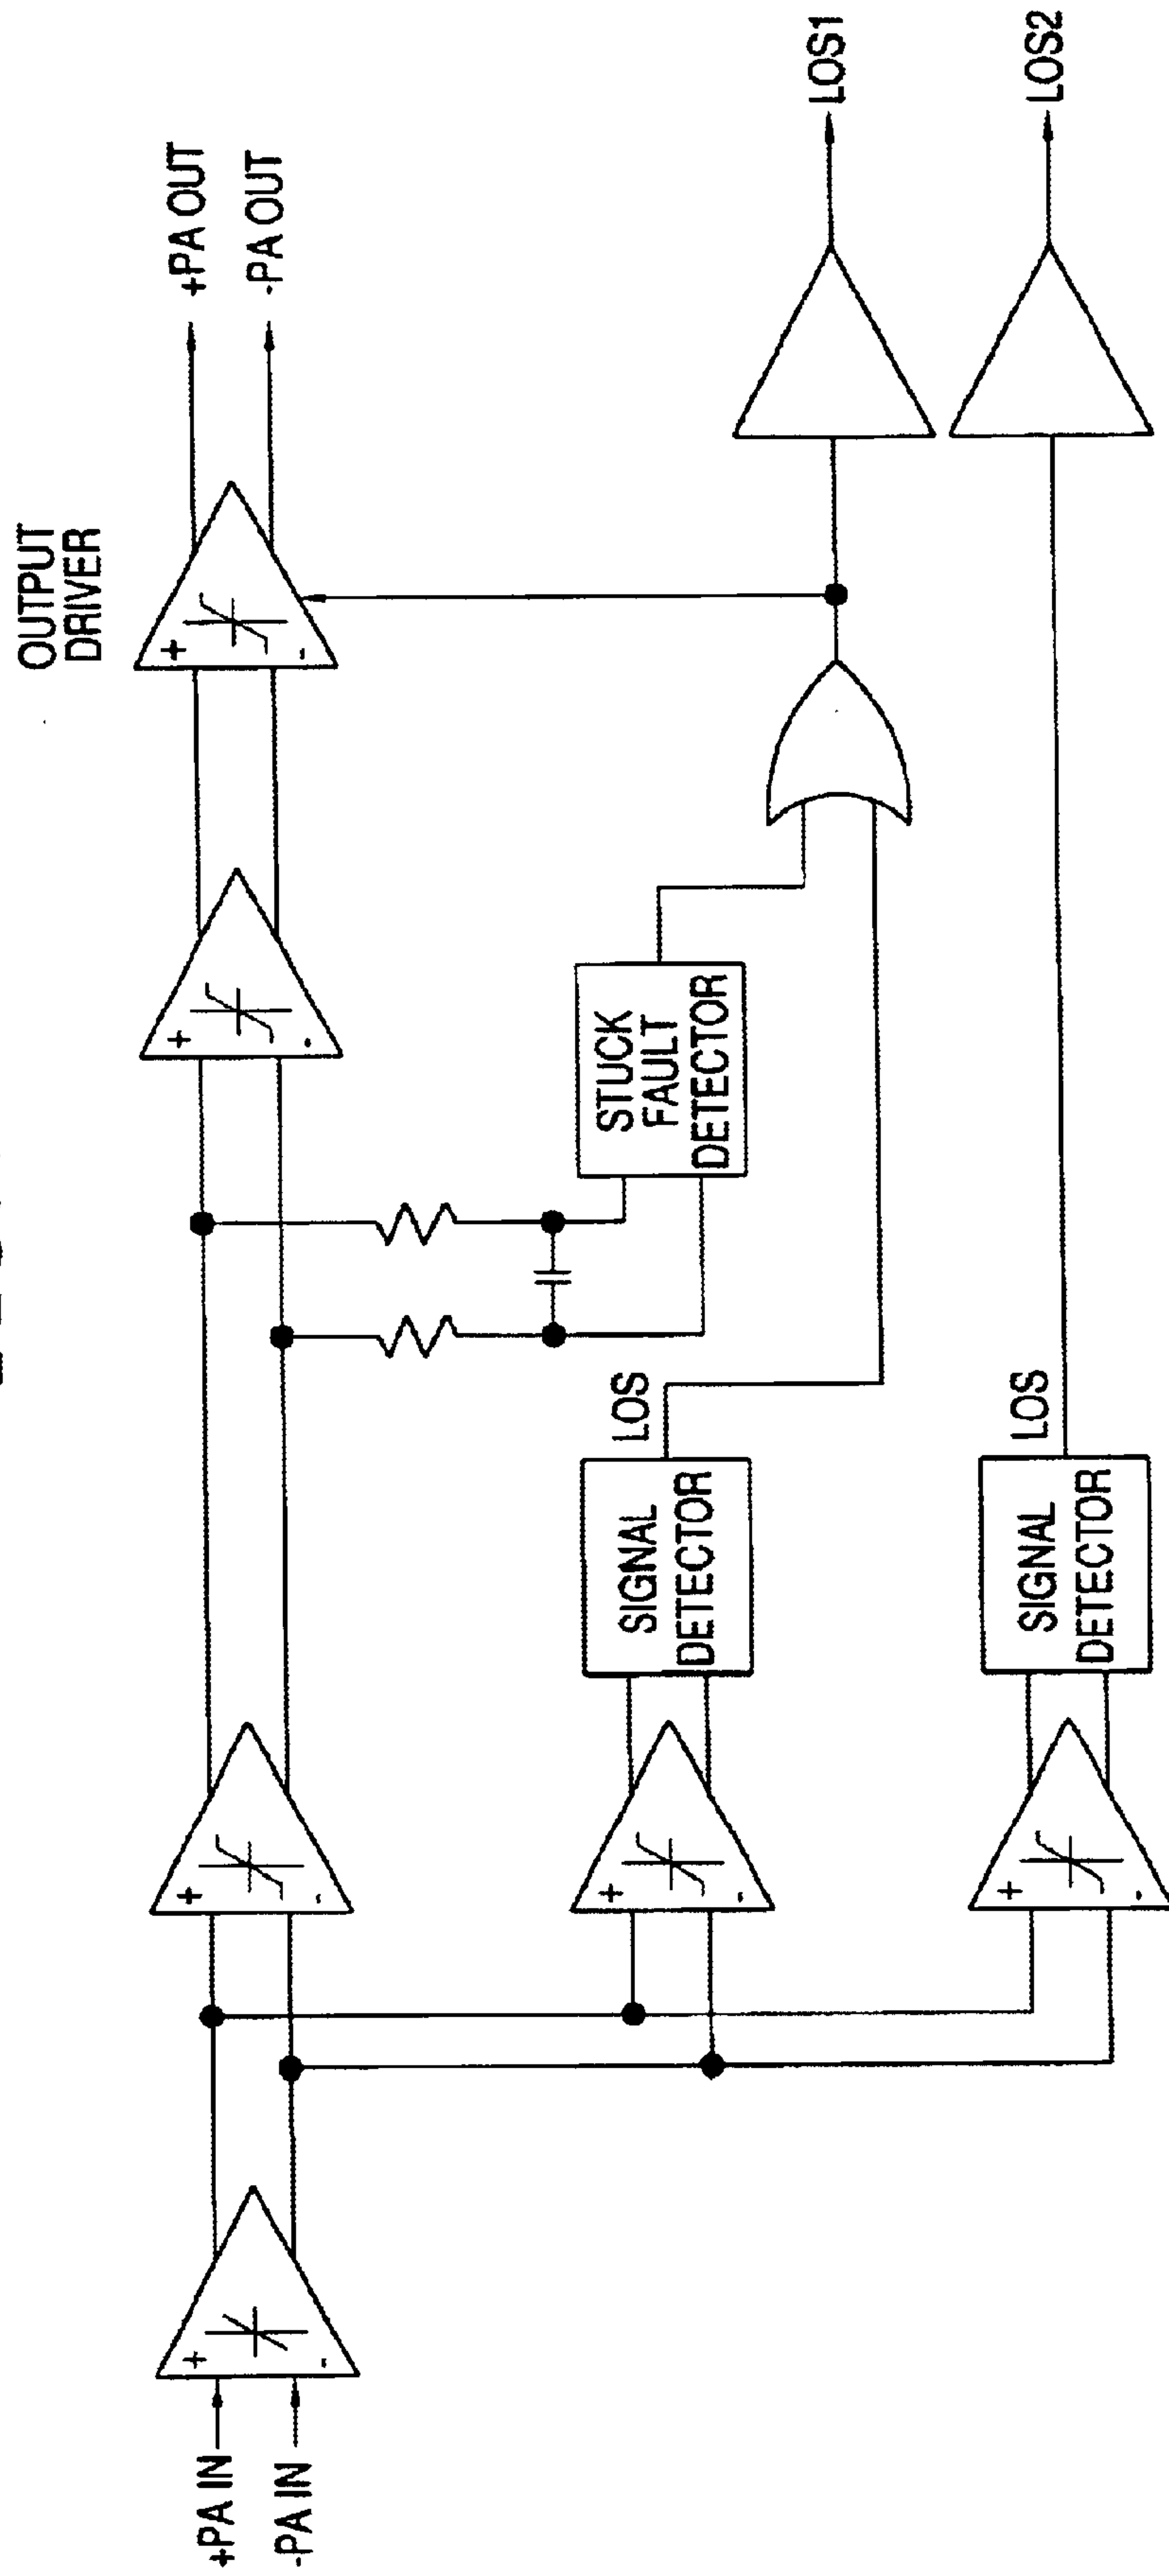 OUTPUT
DRIVER
+PA OUT
-PA OUT
+PA IN
-PA IN
+
-
+
-
+
-
+
-
STUCK
FAULT
DETECTOR
LOS
SIGNAL
DETECTOR
+
-
LOS1
LOS
SIGNAL
DETECTOR
+
-
LOS2